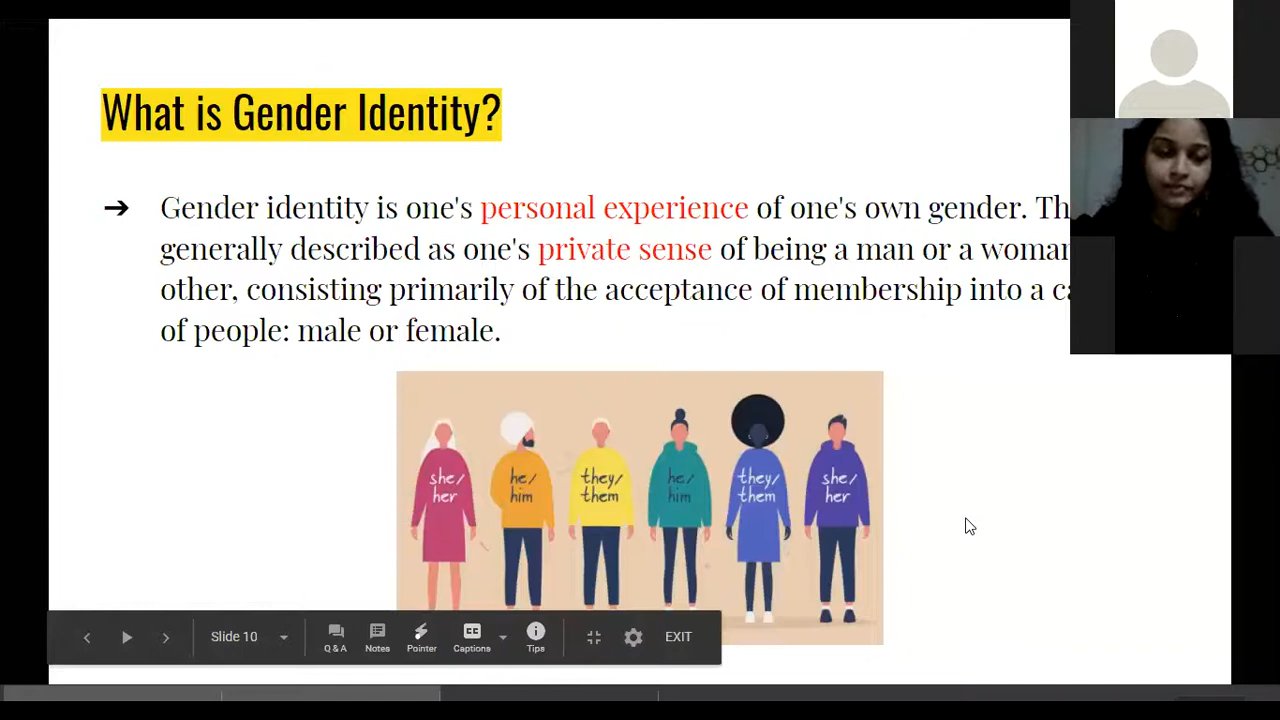 What is Gender Identity?
➔ Gender identity is one's personal experience of one's own gender.
generally described as one's private sense of being a man or a woman
other, consisting primarily of the acceptance of membership into a
of people: male or female.
she/
her
he/
him
they/
them
he/
him
they/
them
she/
her
Slide 10
Q & A
Notes
Pointer
Captions
Tips
EXIT